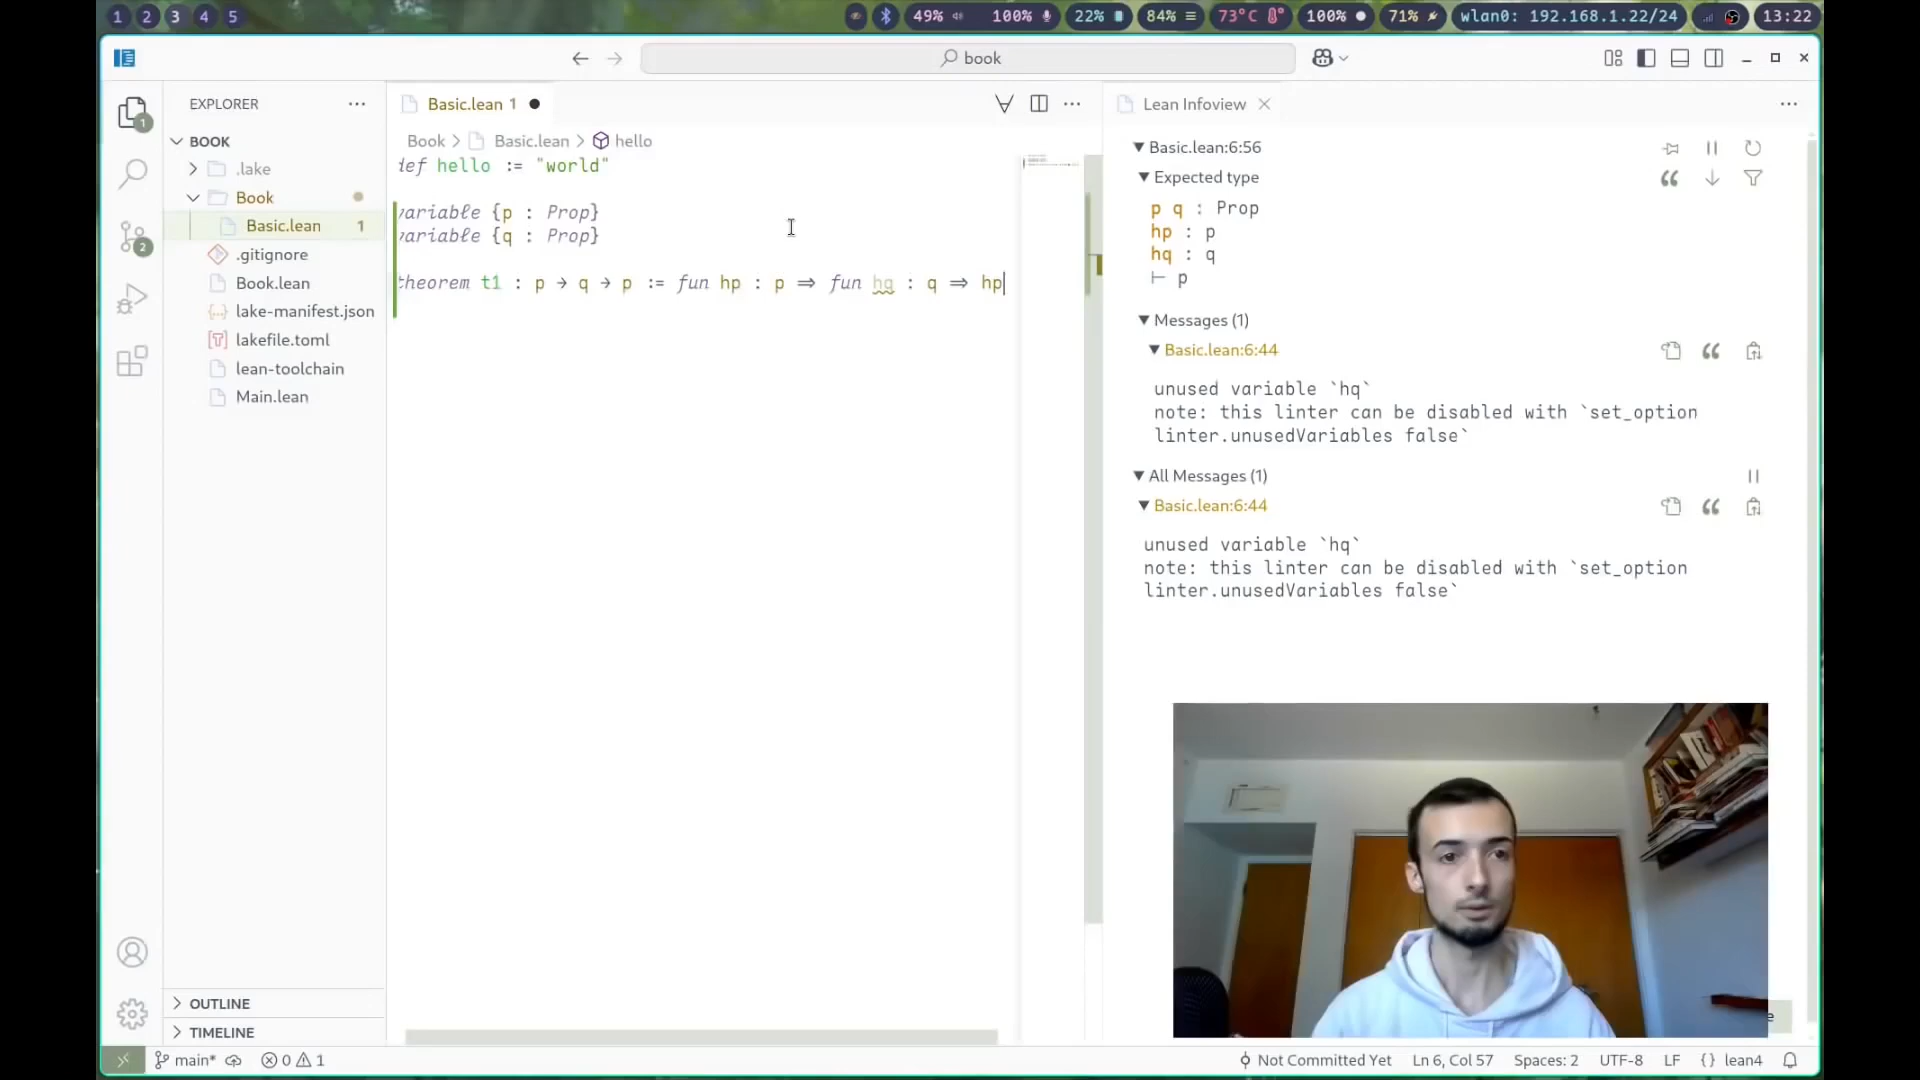 1 2 3 4 5
49% 100% 22% 84% 73°C 100% 71% wlan0: 192.168.1.22/24 13:22
book
EXPLORER
BOOK
.lake
Book
Basic.lean 1
.gitignore
Book.lean
lake-manifest.json
lakefile.toml
lean-toolchain
Main.lean
OUTLINE
TIMELINE
1
2
Basic.lean 1
Book > Basic.lean > hello
def hello := "world"
variable {p : Prop}
variable {q : Prop}
theorem t1 : p → q → p := fun hp : p ⇒ fun hq : q ⇒ hp
Lean Infoview
Basic.lean:6:56
Expected type
p q : Prop
hp : p
hq : q
⊢ p
Messages (1)
Basic.lean:6:44
unused variable `hq`
note: this linter can be disabled with `set_option
linter.unusedVariables false`
All Messages (1)
Basic.lean:6:44
unused variable `hq`
note: this linter can be disabled with `set_option
linter.unusedVariables false`
main* 0 1 Not Committed Yet Ln 6, Col 57 Spaces: 2 UTF-8 LF {} lean4